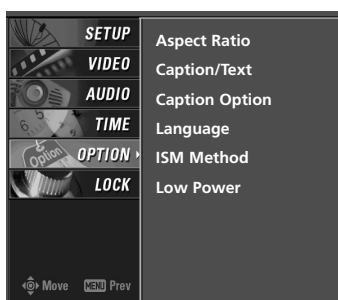 SETUP
VIDEO
AUDIO
TIME
OPTION
LOCK
Move MENU Prev
Aspect Ratio
Caption/Text
Caption Option
Language
ISM Method
Low Power